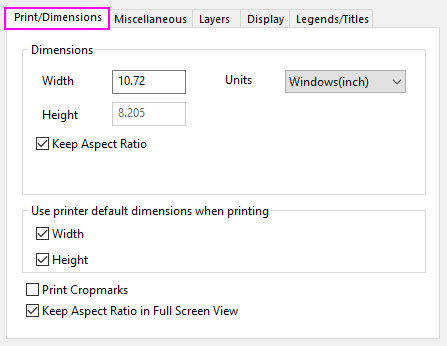 Print/Dimensions Miscellaneous Layers Display Legends/Titles
Dimensions
Width 10.72 Units Windows(inch)
Height 8.205
Keep Aspect Ratio
Use printer default dimensions when printing
Width
Height
Print Cropmarks
Keep Aspect Ratio in Full Screen View